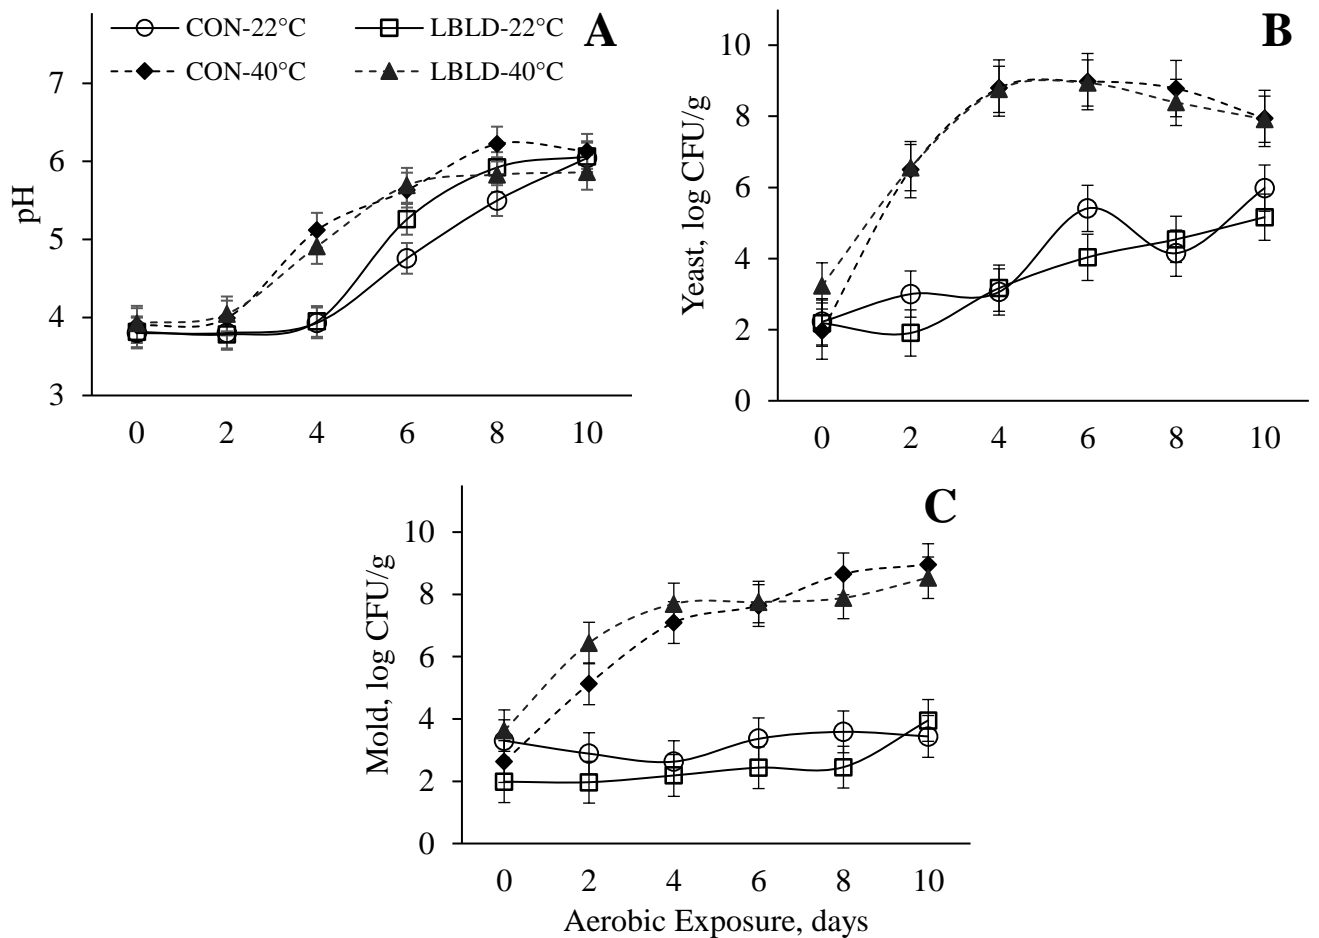 CON-22°C LBLD-22°C A
CON-40°C LBLD-40°C
7
6
5
4
3
pH
0 2 4 6 8 10
B
10
8
6
4
2
0
Yeast, log CFU/g
0 2 4 6 8 10
C
10
8
6
4
2
0
Mold, log CFU/g
0 2 4 6 8 10
Aerobic Exposure, days